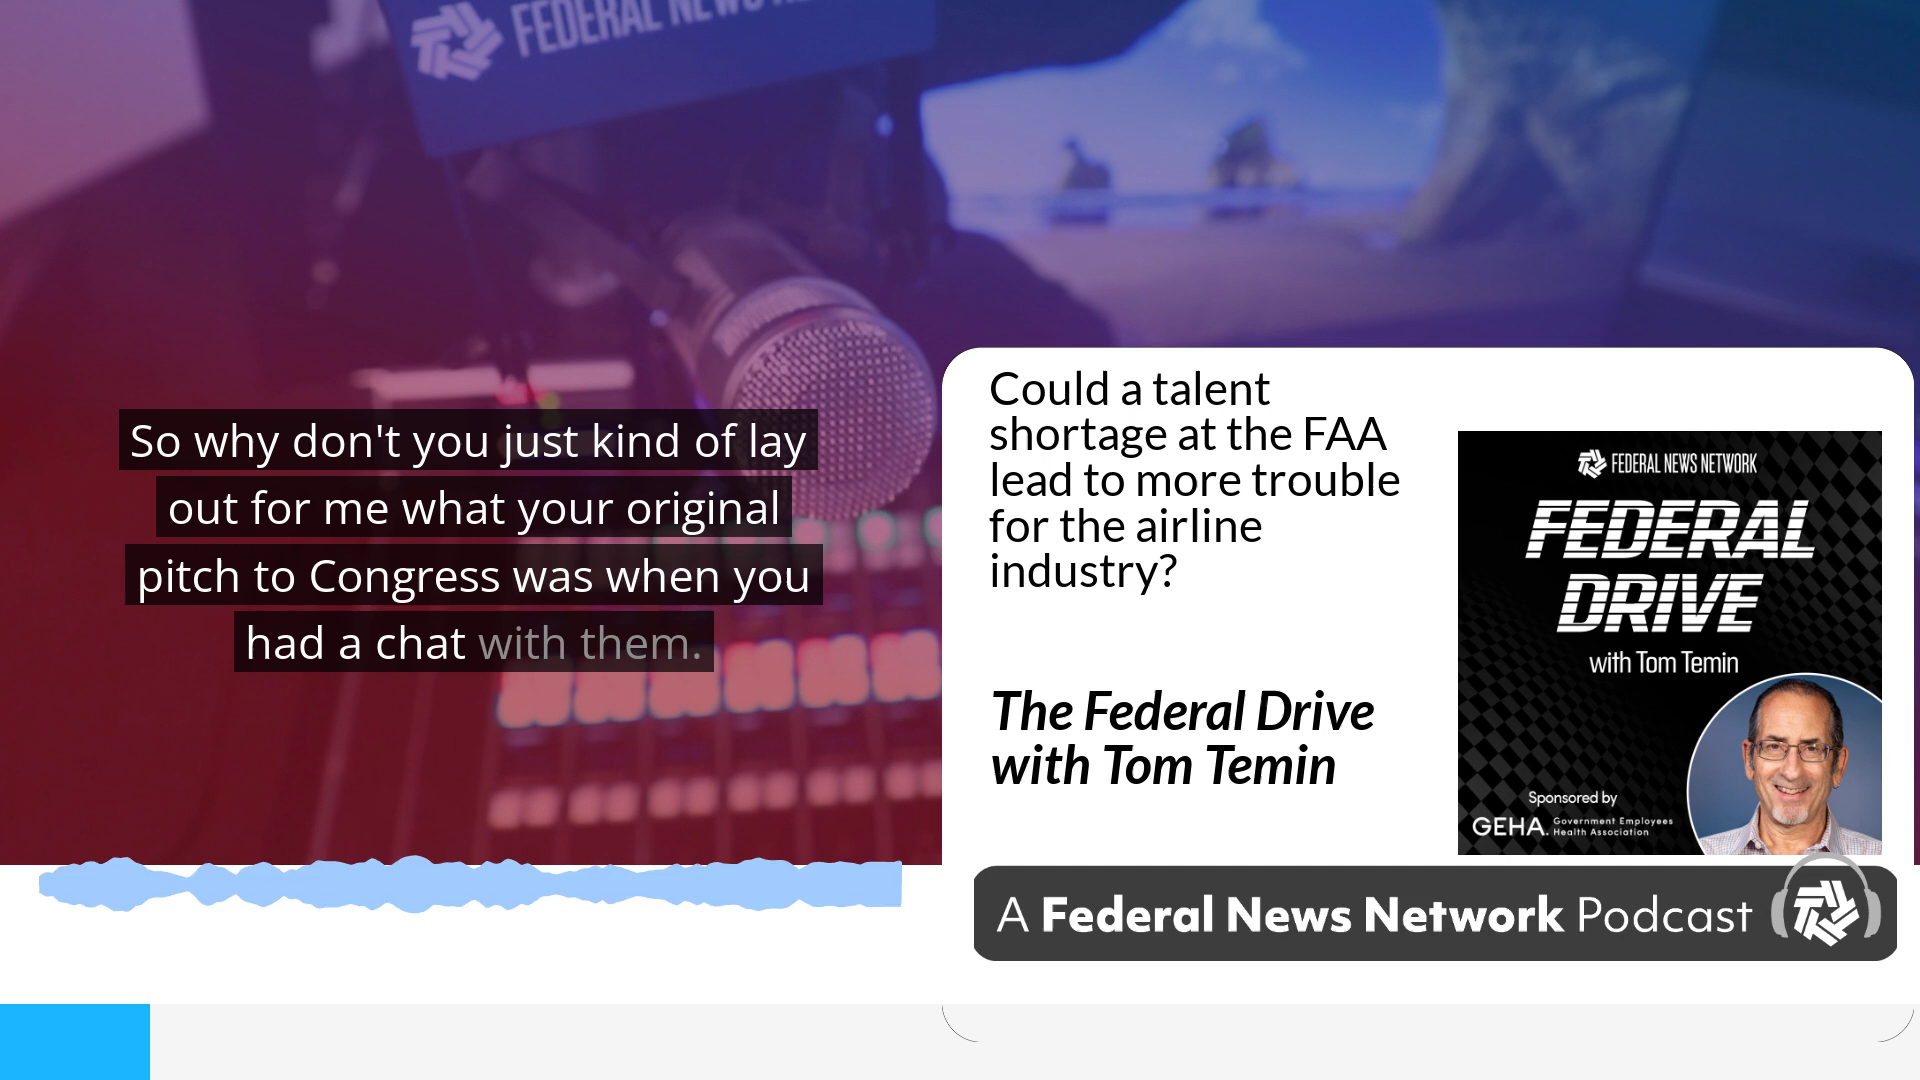 FEDERAL NEWS
So why don't you just kind of lay
out for me what your original
pitch to Congress was when you
had a chat with them.
Could a talent
shortage at the FAA
lead to more trouble
for the airline
industry?
The Federal Drive
with Tom Temin
FEDERAL NEWS NETWORK
FEDERAL
DRIVE
with Tom Temin
Sponsored by
GEHA. Government Employees
Health Association
A Federal News Network Podcast